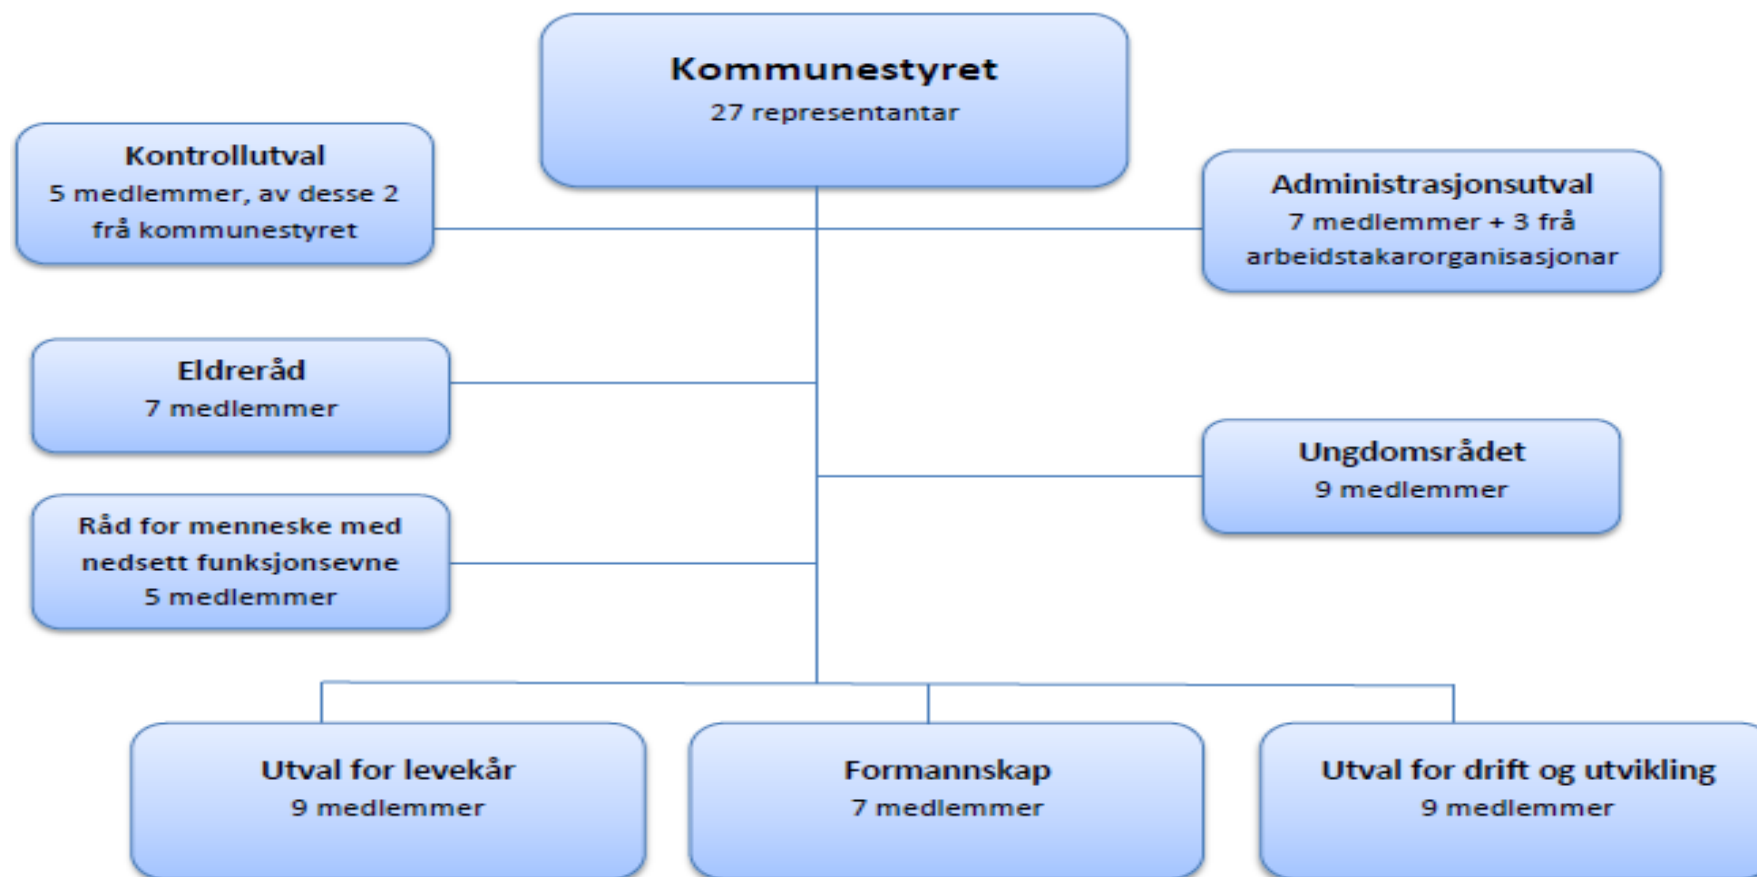 Kommunestyret
27 representantar
Kontrollutval
5 medlemmer, av desse 2
frå kommunestyret
Administrasjonsutval
7 medlemmer + 3 frå
arbeidstakarorganisasjonar
Eldreråd
7 medlemmer
Ungdomsrådet
9 medlemmer
Råd for menneske med
nedsett funksjonsevne
5 medlemmer
Utval for levekår
9 medlemmer
Formannskap
7 medlemmer
Utval for drift og utvikling
9 medlemmer